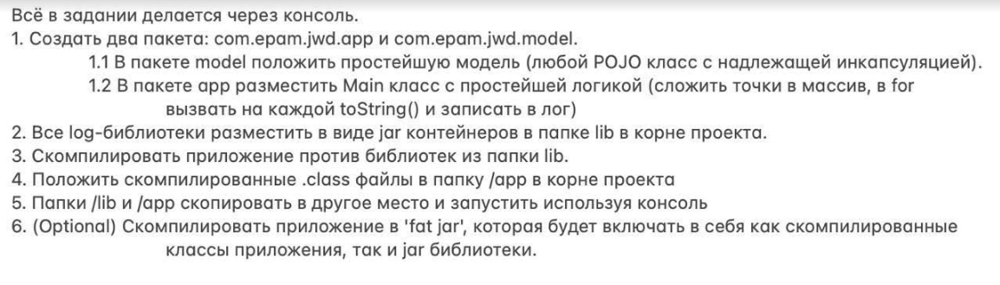 Всё в задании делается через консоль.
1. Создать два пакета: com.epam.jwd.app и com.epam.jwd.model.
1.1 В пакете model положить простейшую модель (любой POJO класс с надлежащей инкапсуляцией).
1.2 В пакете app разместить Main класс с простейшей логикой (сложить точки в массив, в for
вызвать на каждой toString() и записать в лог)
2. Все log-библиотеки разместить в виде jar контейнеров в папке lib в корне проекта.
3. Скомпилировать приложение против библиотек из папки lib.
4. Положить скомпилированные .class файлы в папку /app в корне проекта
5. Папки /lib и /app скопировать в другое место и запустить используя консоль
6. (Optional) Скомпилировать приложение в 'fat jar', которая будет включать в себя как скомпилированные
классы приложения, так и jar библиотеки.